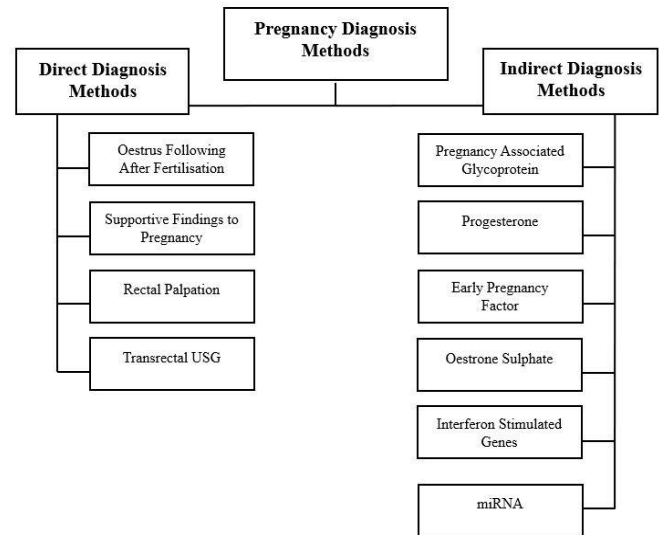 Pregnancy Diagnosis
Methods
Direct Diagnosis
Methods
Oestrus Following
After Fertilisation
Supportive Findings to
Pregnancy
Rectal Palpation
Transrectal USG
Indirect Diagnosis
Methods
Pregnancy Associated
Glycoprotein
Progesterone
Early Pregnancy
Factor
Oestrone Sulphate
Interferon Stimulated
Genes
miRNA